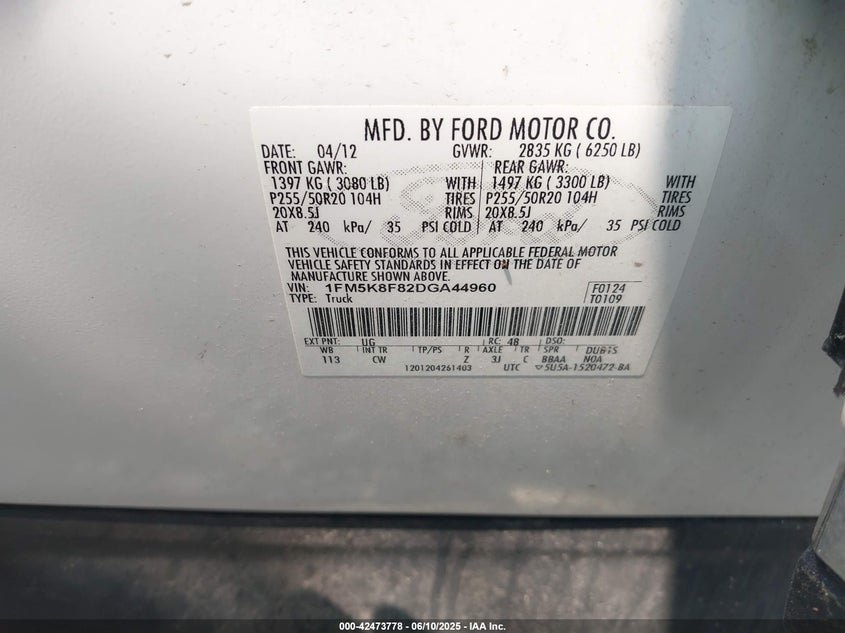 MFD. BY FORD MOTOR CO.
DATE: 04/12 GVWR: 2835 KG ( 6250 LB)
FRONT GAWR: REAR GAWR:
1397 KG ( 3080 LB) WITH 1497 KG ( 3300 LB) WITH
P255/50R20 104H TIRES P255/50R20 104H TIRES
20X8.5J RIMS 20X8.5J RIMS
AT 240 kPa/ 35 PSI COLD AT 240 kPa/ 35 PSI COLD
THIS VEHICLE CONFORMS TO ALL APPLICABLE FEDERAL MOTOR
VEHICLE SAFETY STANDARDS IN EFFECT ON THE DATE OF
MANUFACTURE SHOWN ABOVE.
VIN: 1FM5K8F82DGA44960 F0124
TYPE: Truck T0109
EXT PNT: UG RC: 48 DSO:
WB INT TR TP/PS R AXLE TR SPR DUBTS
113 CW Z 3J C BBAA NOA
1201204261403 UTC 5U5A-1520472-BA
000-42473778 - 06/10/2025 - IAA Inc.